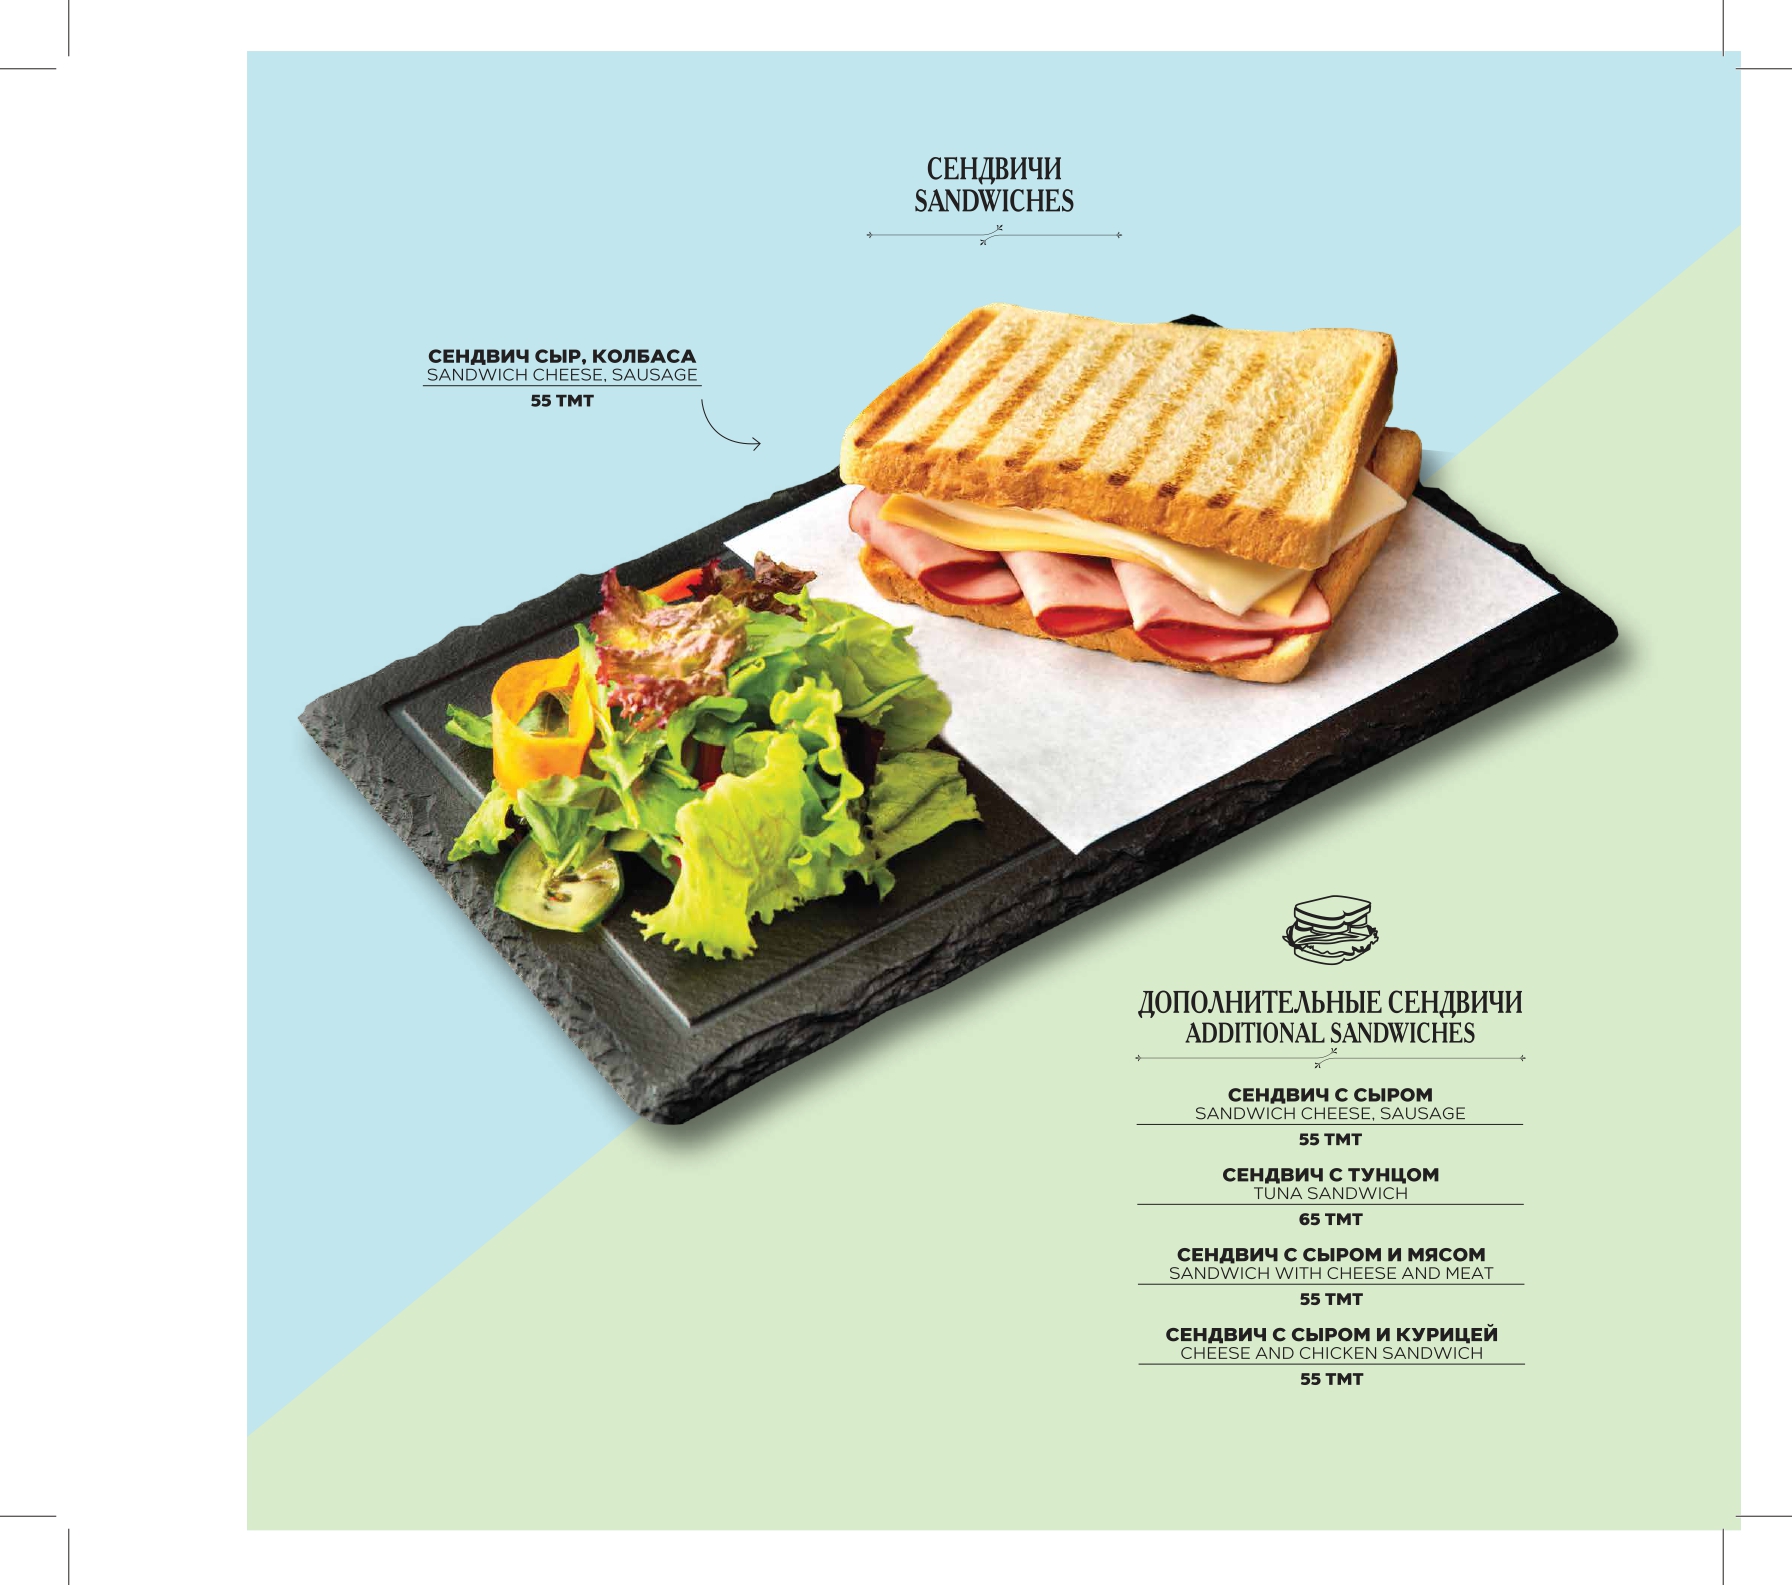 СЕНДВИЧИ
SANDWICHES
СЕНДВИЧ СЫР, КОЛБАСА
SANDWICH CHEESE, SAUSAGE
55 ТМТ
ДОПОЛНИТЕЛЬНЫЕ СЕНДВИЧИ
ADDITIONAL SANDWICHES
СЕНДВИЧ С СЫРОМ
SANDWICH CHEESE, SAUSAGE
55 ТМТ
СЕНДВИЧ С ТУНЦОМ
TUNA SANDWICH
65 ТМТ
СЕНДВИЧ С СЫРОМ И МЯСОМ
SANDWICH WITH CHEESE AND MEAT
55 ТМТ
СЕНДВИЧ С СЫРОМ И КУРИЦЕЙ
CHEESE AND CHICKEN SANDWICH
55 ТМТ